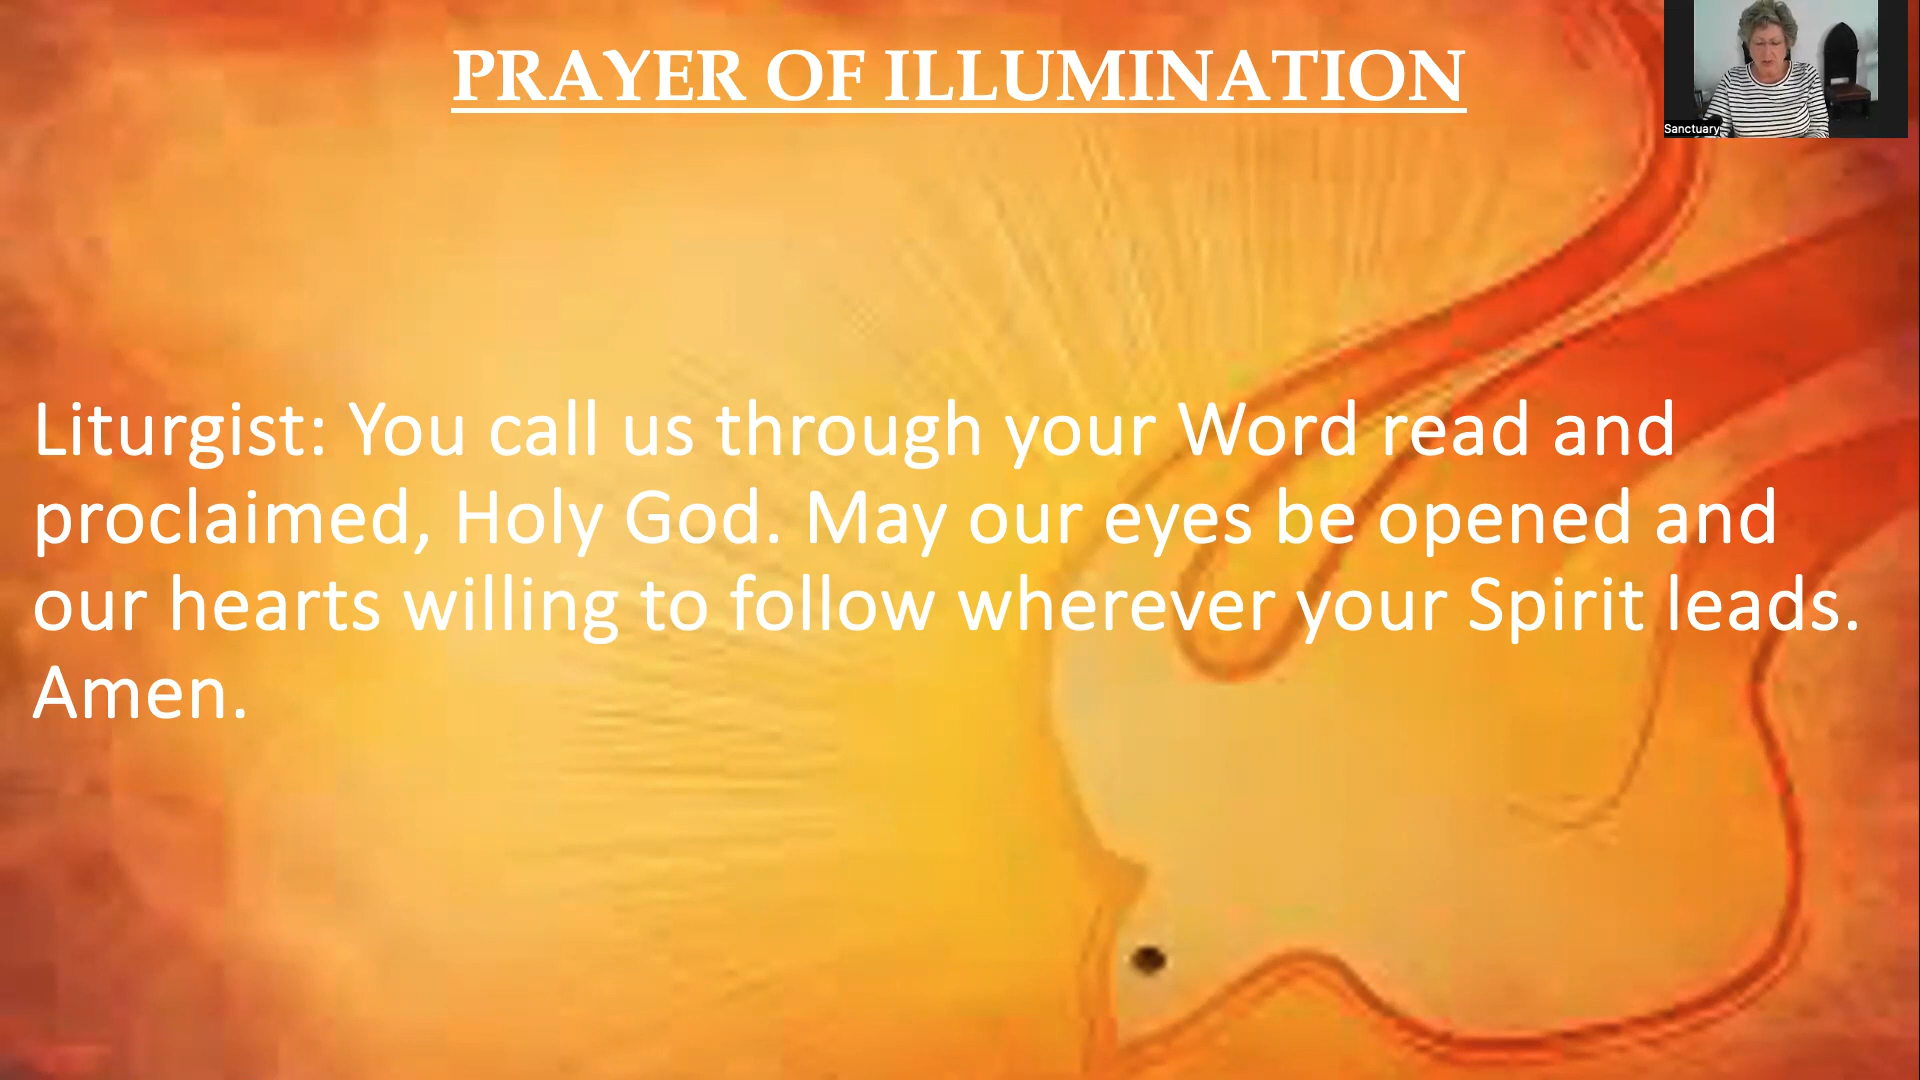 PRAYER OF ILLUMINATION
Sanctuary
Liturgist: You call us through your Word read and
proclaimed, Holy God. May our eyes be opened and
our hearts willing to follow wherever your Spirit leads.
Amen.